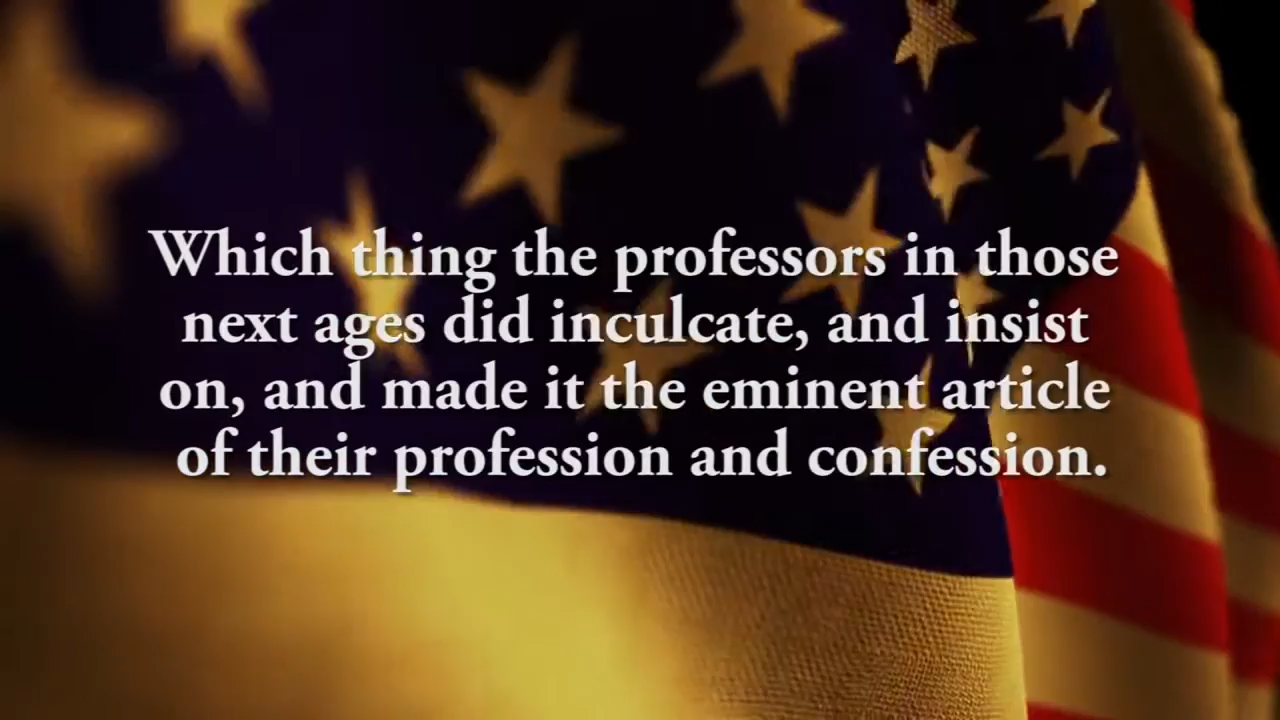 Which thing the professors in those
next ages did inculcate, and insist
on, and made it the eminent article
of their profession and confession.